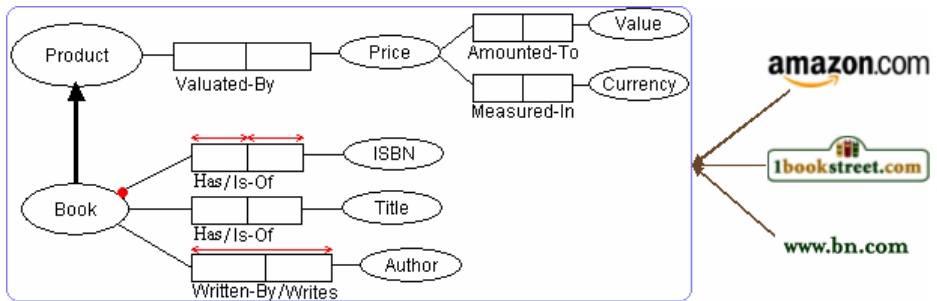 Product
Valuated-By
Price
Amounted-To
Value
Measured-In
Currency
Book
Has/Is-Of
ISBN
Has/Is-Of
Title
Written-By/Writes
Author
amazon.com
1bookstreet.com
www.bn.com